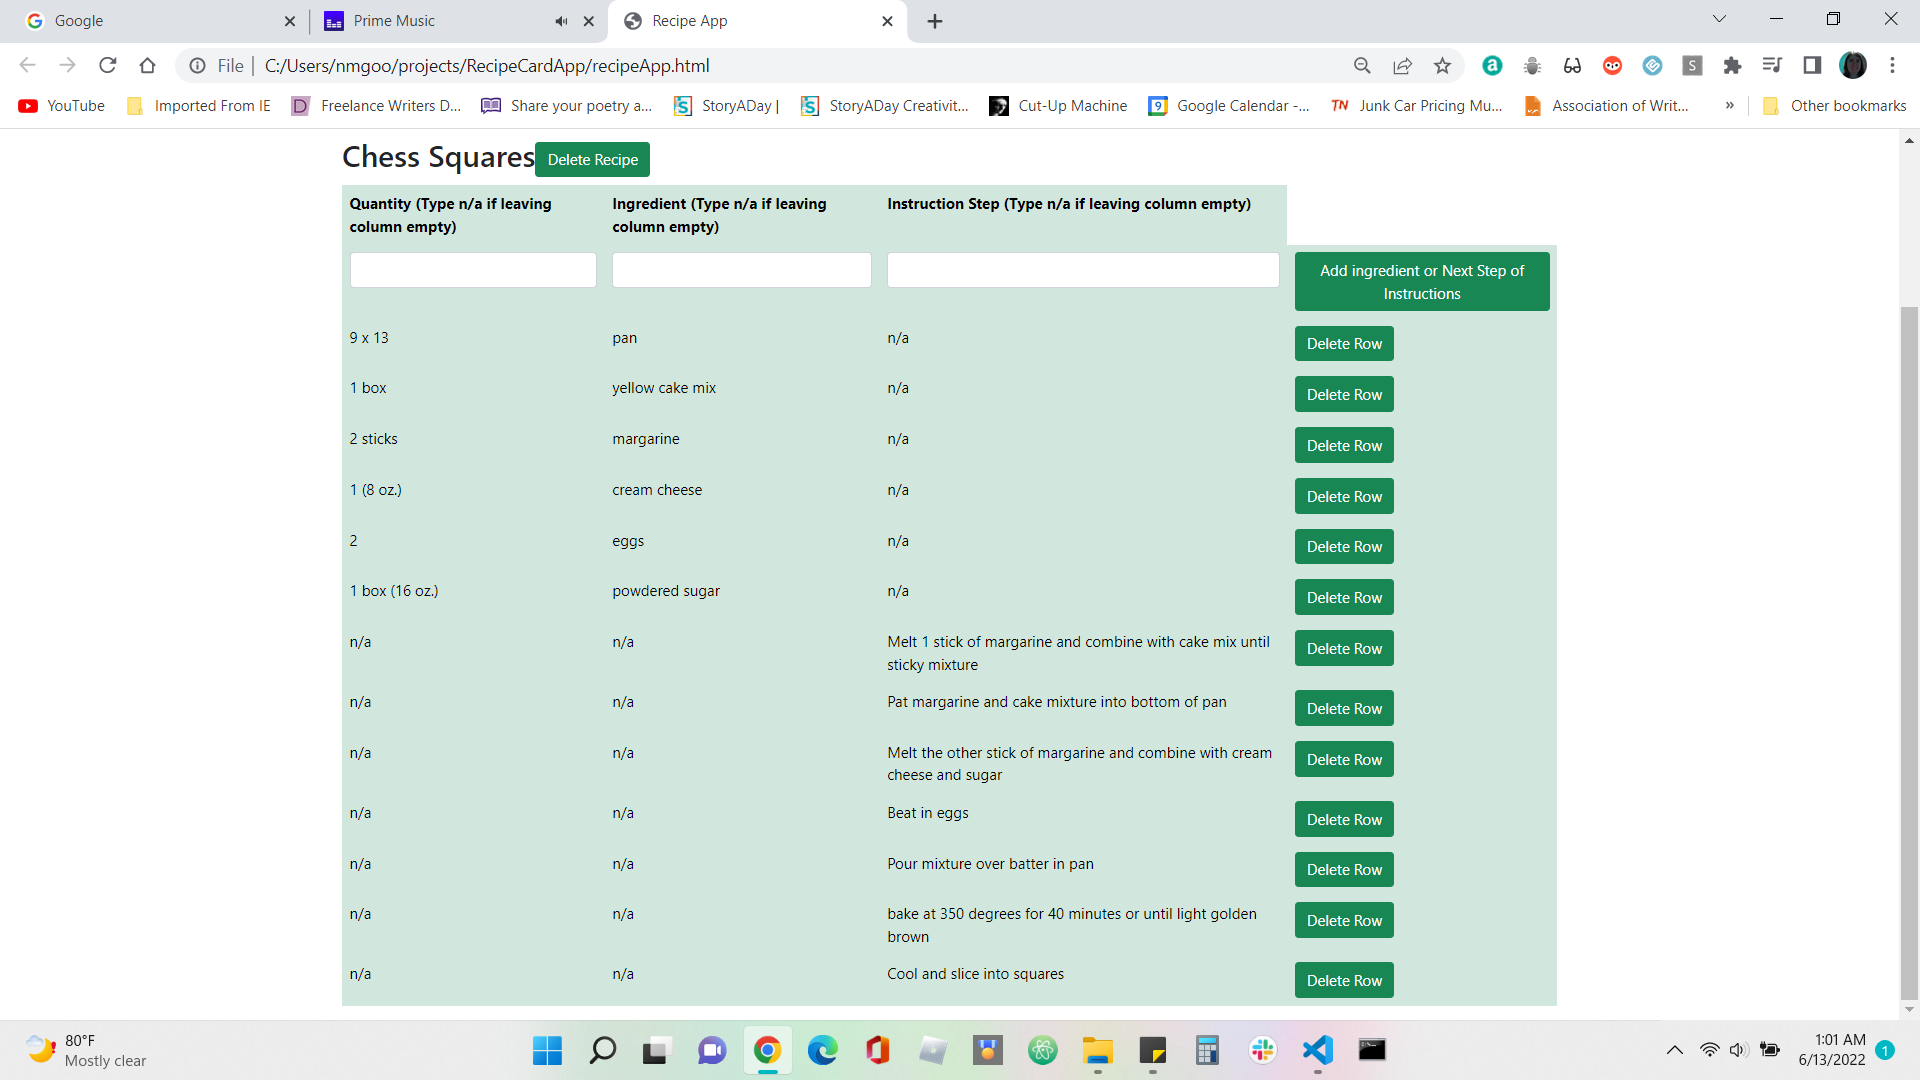 Google
Prime Music
Recipe App
File
C:/Users/nmgoo/projects/RecipeCardApp/recipeApp.html
YouTube
Imported From IE
Freelance Writers D...
Share your poetry a...
StoryADay |
StoryADay Creativit...
Cut-Up Machine
Google Calendar -...
TN Junk Car Pricing Mu...
Association of Writ...
»
Other bookmarks
Chess Squares Delete Recipe
Quantity (Type n/a if leaving
column empty)
Ingredient (Type n/a if leaving
column empty)
Instruction Step (Type n/a if leaving column empty)
Add ingredient or Next Step of
Instructions
9 x 13 pan n/a Delete Row
1 box yellow cake mix n/a Delete Row
2 sticks margarine n/a Delete Row
1 (8 oz.) cream cheese n/a Delete Row
2 eggs n/a Delete Row
1 box (16 oz.) powdered sugar n/a Delete Row
n/a n/a Melt 1 stick of margarine and combine with cake mix until Delete Row
sticky mixture
n/a n/a Pat margarine and cake mixture into bottom of pan Delete Row
n/a n/a Melt the other stick of margarine and combine with cream Delete Row
cheese and sugar
n/a n/a Beat in eggs Delete Row
n/a n/a Pour mixture over batter in pan Delete Row
n/a n/a bake at 350 degrees for 40 minutes or until light golden Delete Row
brown
n/a n/a Cool and slice into squares Delete Row
80°F
Mostly clear
1:01 AM
6/13/2022
1